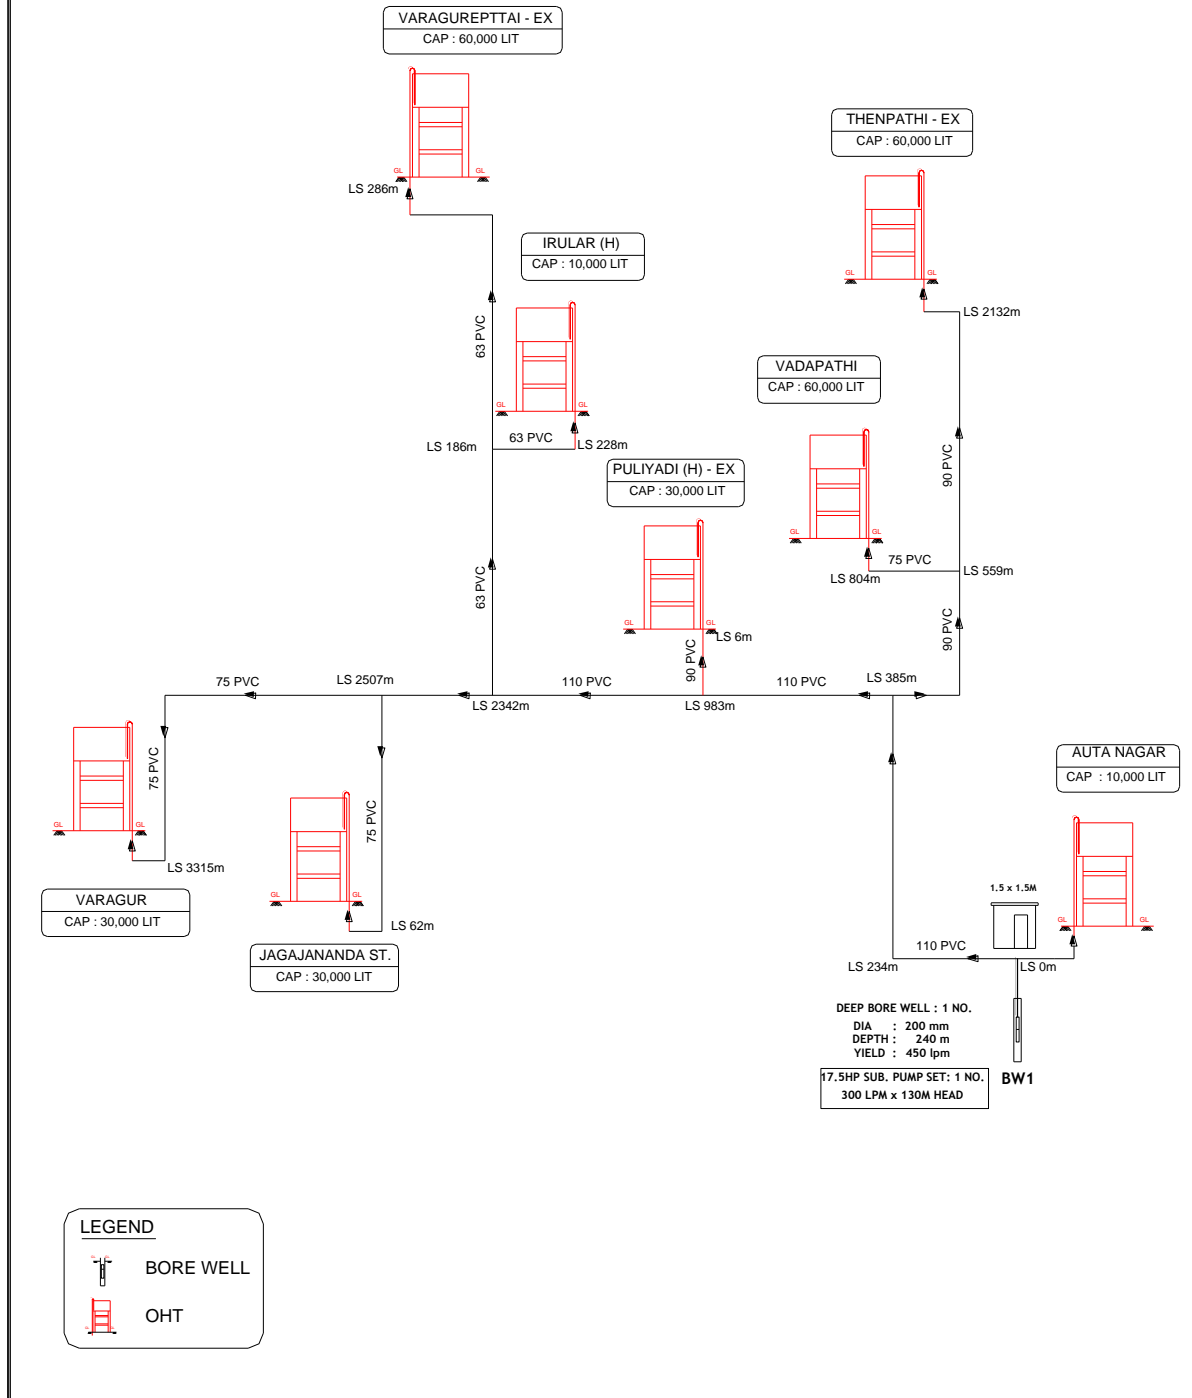 VARAGUREPTTAI - EX
CAP : 60,000 LIT
THENPATHI - EX
CAP : 60,000 LIT
GL
GL
LS 286m
IRULAR (H)
CAP : 10,000 LIT
GL
GL
LS 2132m
63 PVC
VADAPATHI
CAP : 60,000 LIT
GL
GL
63 PVC
LS 186m
LS 228m
PULIYADI (H) - EX
CAP : 30,000 LIT
90 PVC
GL
GL
75 PVC
LS 804m
LS 559m
63 PVC
GL
GL
LS 6m
90 PVC
90 PVC
75 PVC
LS 2507m
110 PVC
110 PVC
LS 385m
LS 2342m
LS 983m
75 PVC
AUTA NAGAR
CAP : 10,000 LIT
75 PVC
GL
GL
LS 3315m
VARAGUR
CAP : 30,000 LIT
GL
GL
LS 62m
JAGAJANANDA ST.
CAP : 30,000 LIT
1.5 x 1.5M
GL
GL
110 PVC
LS 234m
LS 0m
DEEP BORE WELL : 1 NO.
DIA : 200 mm
DEPTH : 240 m
YIELD : 450 lpm
17.5HP SUB. PUMP SET: 1 NO.
300 LPM x 130M HEAD
BW1
LEGEND
GL
GL
BORE WELL
GL
GL
OHT